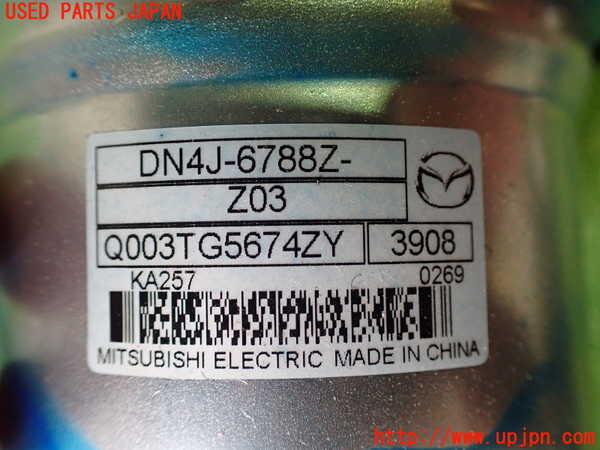 USED PARTS JAPAN
DN4J-6788Z-
Z03
Q003TG5674ZY 3908
KA257 0269
MITSUBISHI ELECTRIC MADE IN CHINA
http://www.upjpn.com